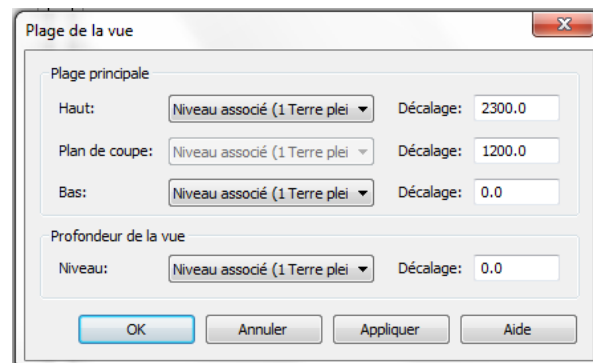 Plage de la vue
Plage principale
Haut: Niveau associé (1 Terre plei Décalage: 2300.0
Plan de coupe: Niveau associé (1 Terre plei Décalage: 1200.0
Bas: Niveau associé (1 Terre plei Décalage: 0.0
Profondeur de la vue
Niveau: Niveau associé (1 Terre plei Décalage: 0.0
OK Annuler Appliquer Aide